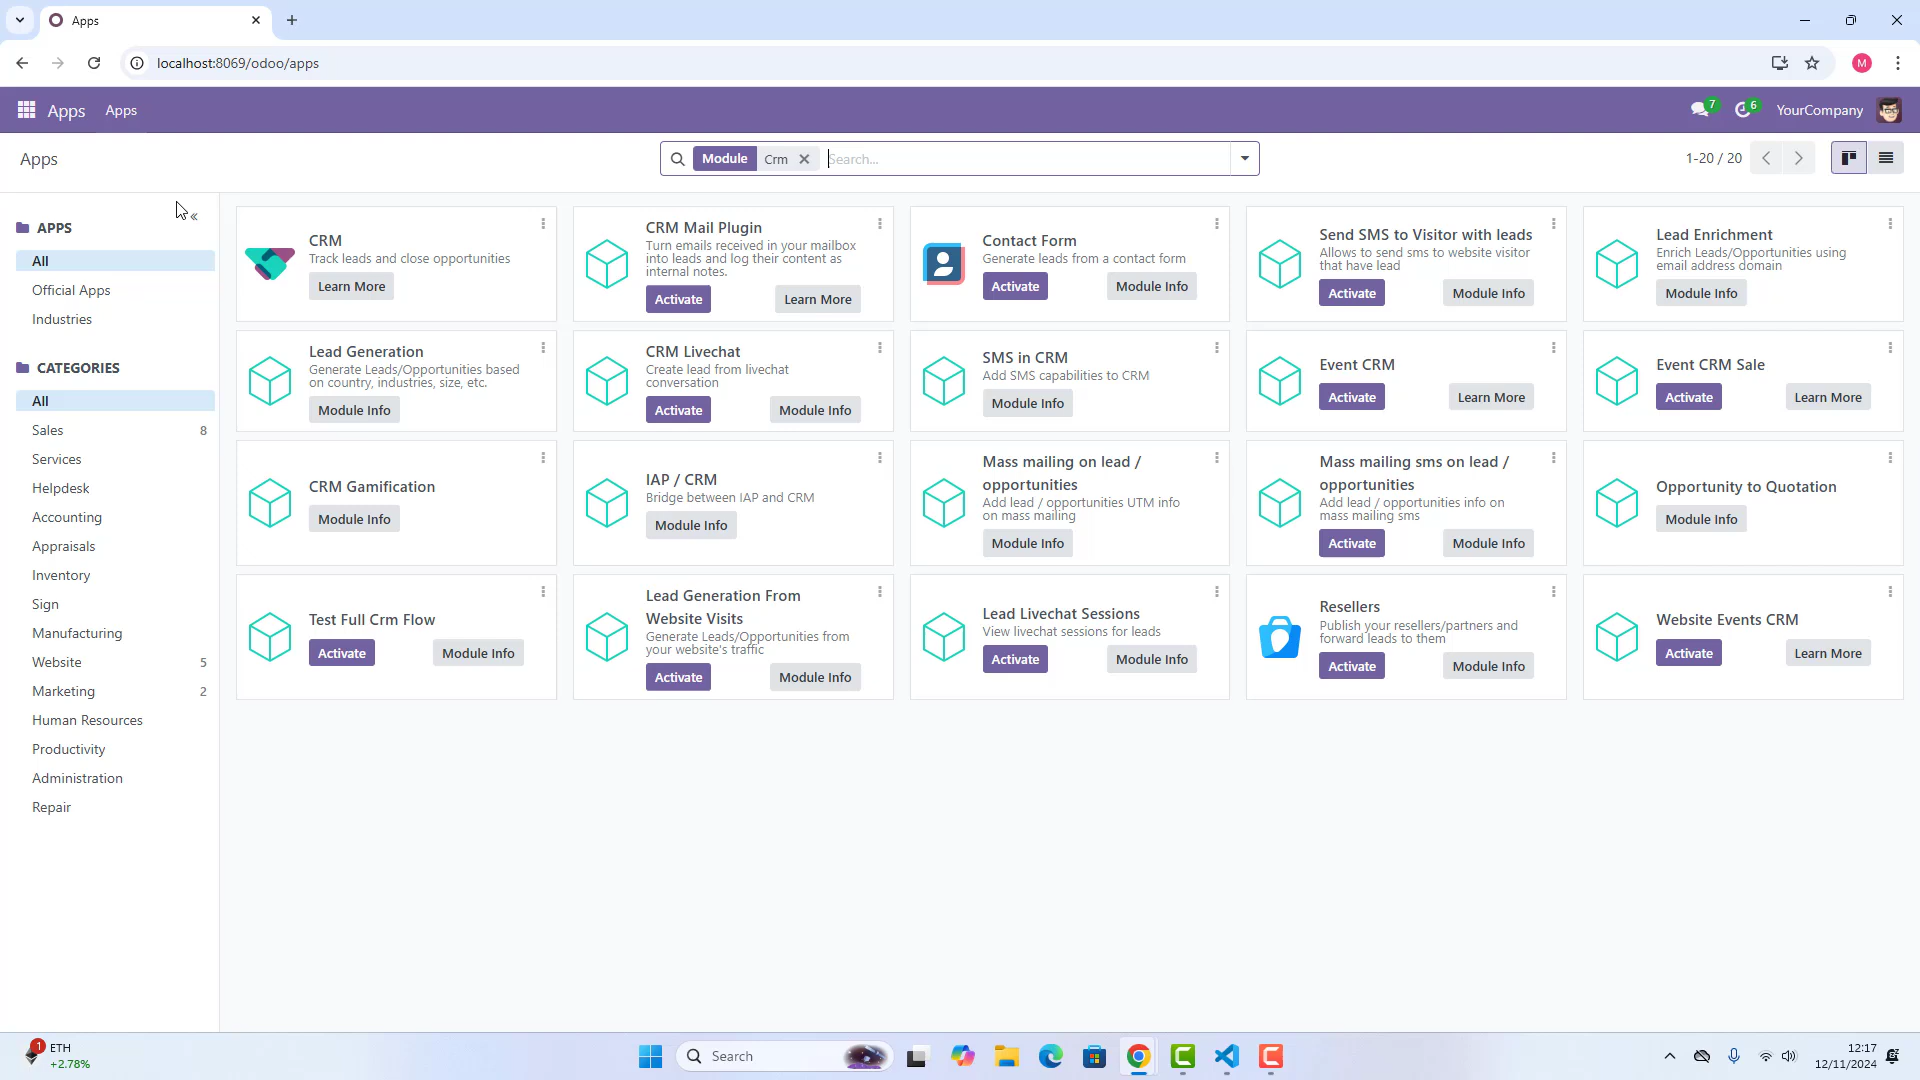 Apps
localhost:8069/odoo/apps
M
Apps
Apps
7
6
YourCompany
Apps
Module
Crm
Search...
1-20 / 20
APPS
All
Official Apps
Industries
CATEGORIES
All
Sales 8
Services
Helpdesk
Accounting
Appraisals
Inventory
Sign
Manufacturing
Website 5
Marketing 2
Human Resources
Productivity
Administration
Repair
CRM
Track leads and close opportunities
Learn More
CRM Mail Plugin
Turn emails received in your mailbox
into leads and log their content as
internal notes.
Activate
Learn More
Contact Form
Generate leads from a contact form
Activate
Module Info
Send SMS to Visitor with leads
Allows to send sms to website visitor
that have lead
Activate
Module Info
Lead Enrichment
Enrich Leads/Opportunities using
email address domain
Module Info
Lead Generation
Generate Leads/Opportunities based
on country, industries, size, etc.
Module Info
CRM Livechat
Create lead from livechat
conversation
Activate
Module Info
SMS in CRM
Add SMS capabilities to CRM
Module Info
Event CRM
Activate
Learn More
Event CRM Sale
Activate
Learn More
CRM Gamification
Module Info
IAP / CRM
Bridge between IAP and CRM
Module Info
Mass mailing on lead /
opportunities
Add lead / opportunities UTM info
on mass mailing
Module Info
Mass mailing sms on lead /
opportunities
Add lead / opportunities info on
mass mailing sms
Activate
Module Info
Opportunity to Quotation
Module Info
Test Full Crm Flow
Activate
Module Info
Lead Generation From
Website Visits
Generate Leads/Opportunities from
your website's traffic
Activate
Module Info
Lead Livechat Sessions
View livechat sessions for leads
Activate
Module Info
Resellers
Publish your resellers/partners and
forward leads to them
Activate
Module Info
Website Events CRM
Activate
Learn More
1
ETH
+2.78%
Search
12:17
12/11/2024